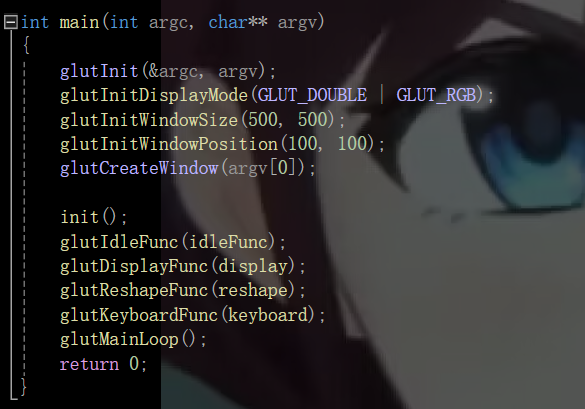 int main(int argc, char** argv)
{
glutInit(&argc, argv);
glutInitDisplayMode(GLUT_DOUBLE | GLUT_RGB);
glutInitWindowSize(500, 500);
glutInitWindowPosition(100, 100);
glutCreateWindow(argv[0]);
init();
glutIdleFunc(idleFunc);
glutDisplayFunc(display);
glutReshapeFunc(reshape);
glutKeyboardFunc(keyboard);
glutMainLoop();
return 0;
}